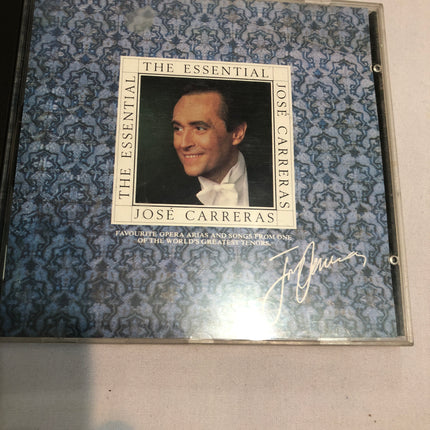 THE ESSENTIAL
THE ESSENTIAL
JOSÉ CARRERAS
JOSÉ CARRERAS
FAVOURITE OPERA ARIAS AND SONGS FROM ONE
OF THE WORLD'S GREATEST TENORS.